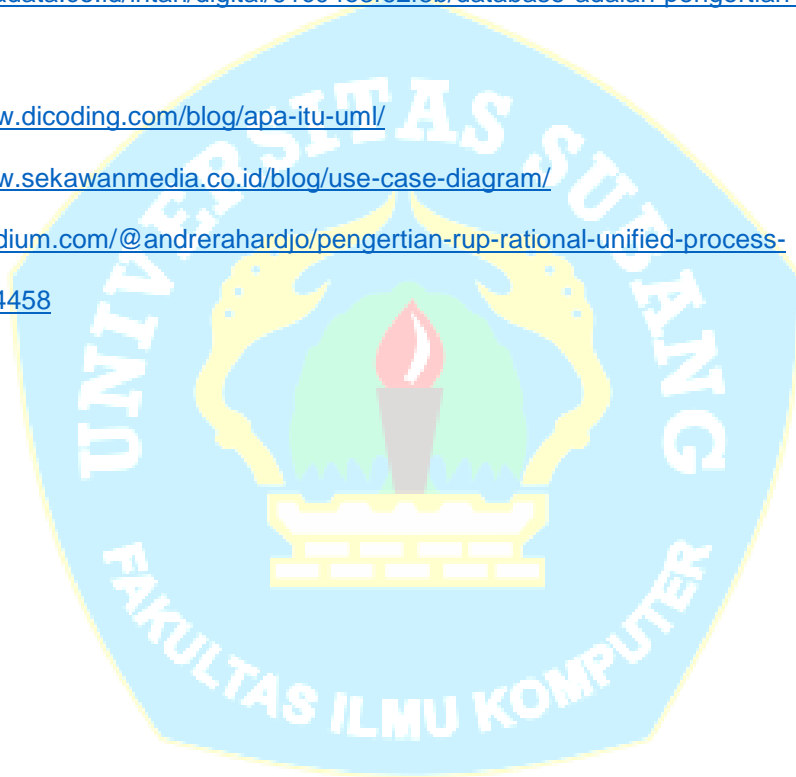 w.dicoding.com/blog/apa-itu-uml/
w.sekawanmedia.co.id/blog/use-case-diagram/
dium.com/@andrerahardjo/pengertian-rup-rational-unified-process-
4458
UNIVERSITAS SUBANG
FAKULTAS ILMU KOMPUTER